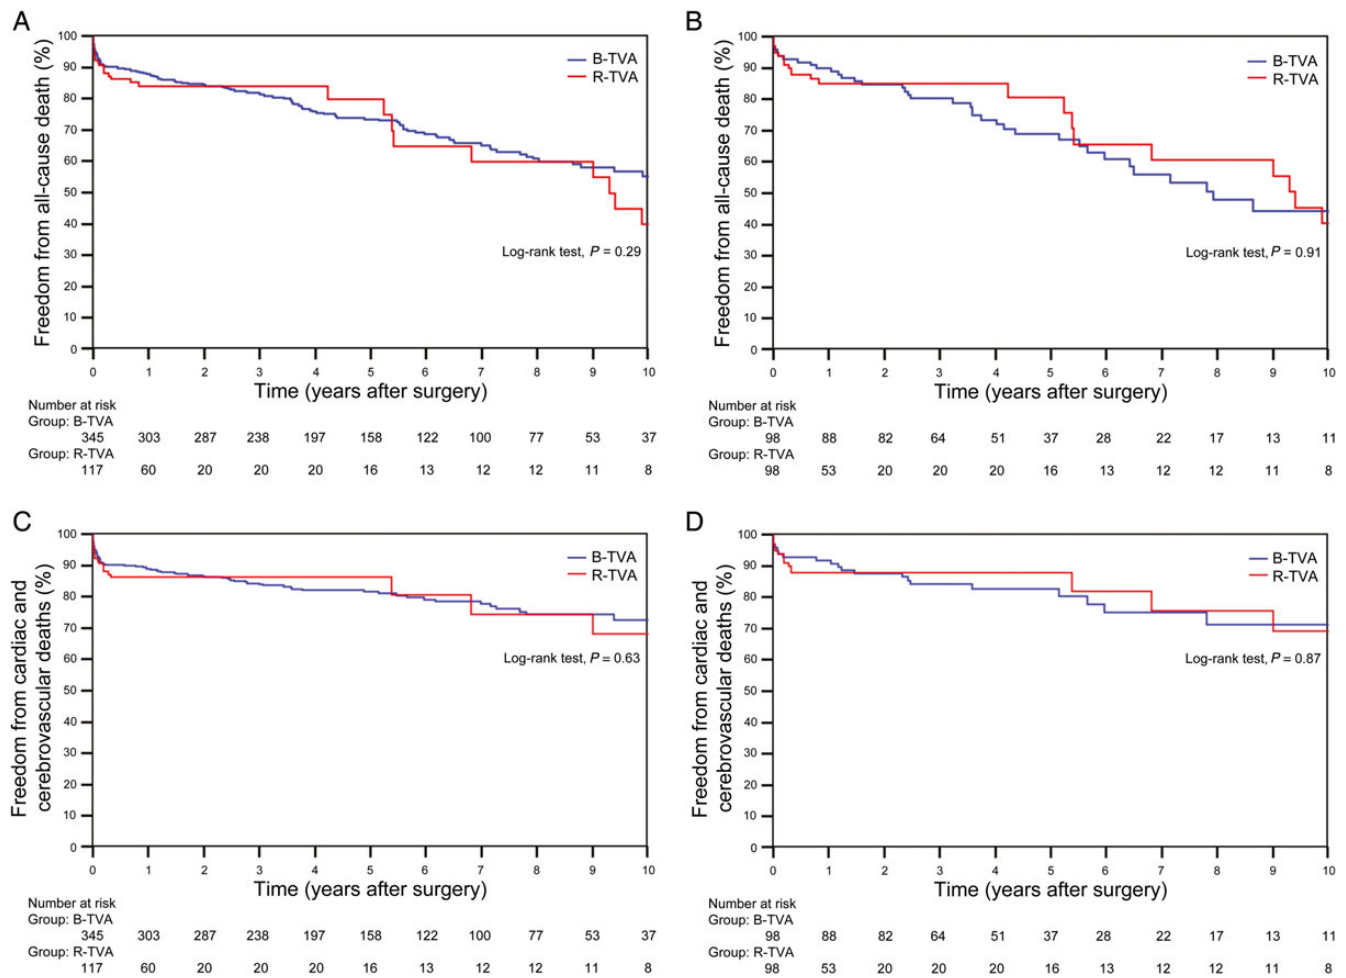 A
Freedom from all-cause death (%)
100
90
80
70
60
50
40
30
20
10
0
B-TVA
R-TVA
Log-rank test, P = 0.29
0 1 2 3 4 5 6 7 8 9 10
Time (years after surgery)
Number at risk
Group: B-TVA
345 303 287 238 197 158 122 100 77 53 37
Group: R-TVA
117 60 20 20 20 16 13 12 12 11 8
B
Freedom from all-cause death (%)
100
90
80
70
60
50
40
30
20
10
0
B-TVA
R-TVA
Log-rank test, P = 0.91
0 1 2 3 4 5 6 7 8 9 10
Time (years after surgery)
Number at risk
Group: B-TVA
98 88 82 64 51 37 28 22 17 13 11
Group: R-TVA
98 53 20 20 20 16 13 12 12 11 8
C
Freedom from cardiac and
cerebrovascular deaths (%)
100
90
80
70
60
50
40
30
20
10
0
B-TVA
R-TVA
Log-rank test, P = 0.63
0 1 2 3 4 5 6 7 8 9 10
Time (years after surgery)
Number at risk
Group: B-TVA
345 303 287 238 197 158 122 100 77 53 37
Group: R-TVA
117 60 20 20 20 16 13 12 12 11 8
D
Freedom from cardiac and
cerebrovascular deaths (%)
100
90
80
70
60
50
40
30
20
10
0
B-TVA
R-TVA
Log-rank test, P = 0.87
0 1 2 3 4 5 6 7 8 9 10
Time (years after surgery)
Number at risk
Group: B-TVA
98 88 82 64 51 37 28 22 17 13 11
Group: R-TVA
98 53 20 20 20 16 13 12 12 11 8